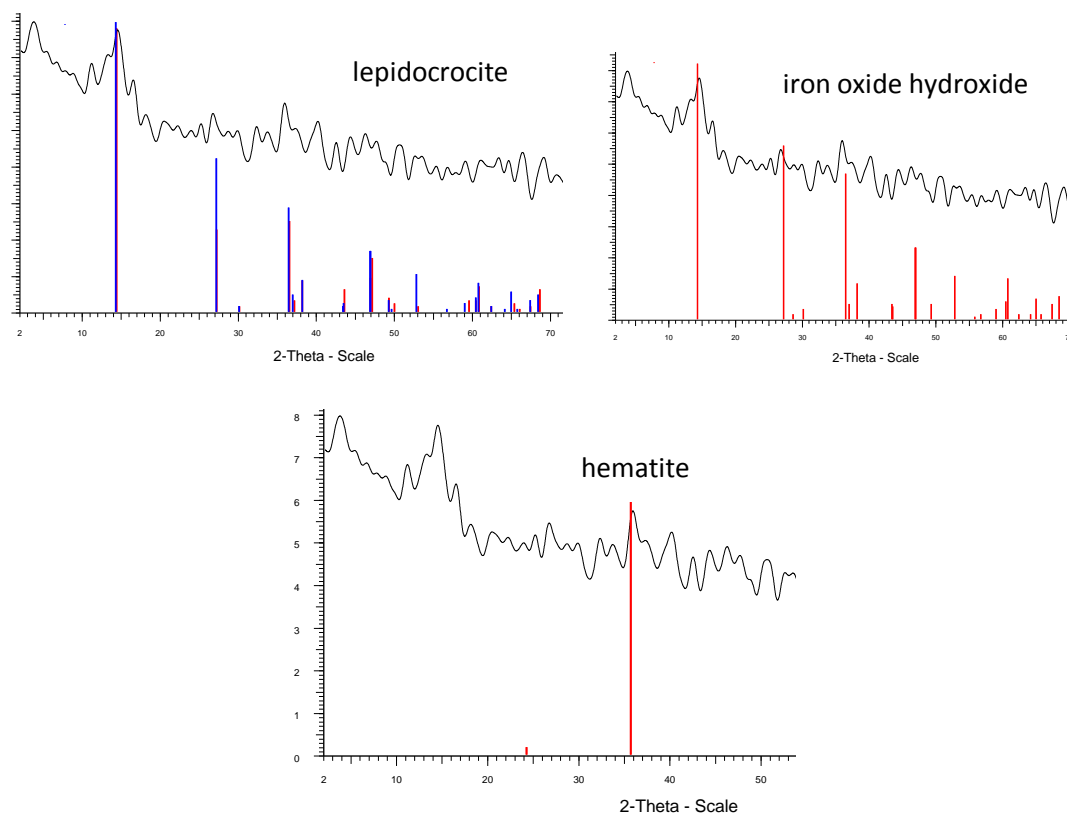 lepidocrocite
2 10 20 30 40 50 60 70
2-Theta - Scale
iron oxide hydroxide
2 10 20 30 40 50 60 70
2-Theta - Scale
hematite
8
7
6
5
4
3
2
1
0
2 10 20 30 40 50
2-Theta - Scale